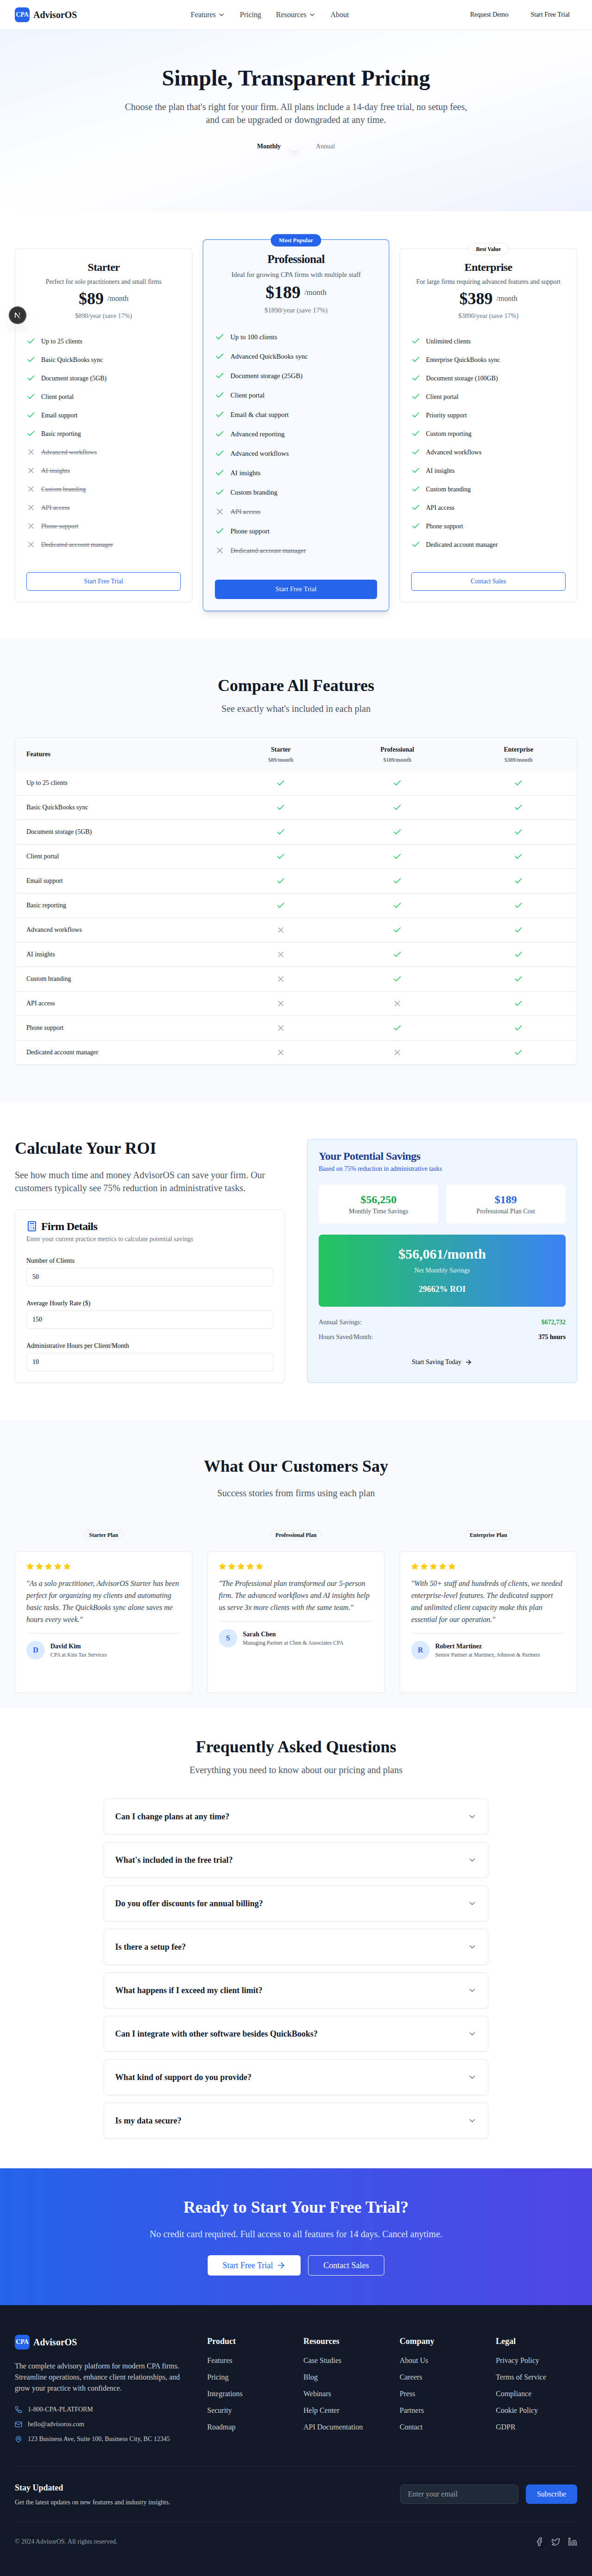 CPA AdvisorOS
Features
Pricing
Resources
About
Request Demo
Start Free Trial
Simple, Transparent Pricing
Choose the plan that's right for your firm. All plans include a 14-day free trial, no setup fees,
and can be upgraded or downgraded at any time.
Monthly
Annual
Starter
Perfect for solo practitioners and small firms
$89 /month
$890/year (save 17%)
Up to 25 clients
Basic QuickBooks sync
Document storage (5GB)
Client portal
Email support
Basic reporting
Advanced workflows
AI insights
Custom branding
API access
Phone support
Dedicated account manager
Start Free Trial
Most Popular
Professional
Ideal for growing CPA firms with multiple staff
$189 /month
$1890/year (save 17%)
Up to 100 clients
Advanced QuickBooks sync
Document storage (25GB)
Client portal
Email & chat support
Advanced reporting
Advanced workflows
AI insights
Custom branding
API access
Phone support
Dedicated account manager
Start Free Trial
Best Value
Enterprise
For large firms requiring advanced features and support
$389 /month
$3890/year (save 17%)
Unlimited clients
Enterprise QuickBooks sync
Document storage (100GB)
Client portal
Priority support
Custom reporting
Advanced workflows
AI insights
Custom branding
API access
Phone support
Dedicated account manager
Contact Sales
N
Compare All Features
See exactly what's included in each plan
Features
Starter
$89/month
Professional
$189/month
Enterprise
$389/month
Up to 25 clients
Basic QuickBooks sync
Document storage (5GB)
Client portal
Email support
Basic reporting
Advanced workflows
AI insights
Custom branding
API access
Phone support
Dedicated account manager
Calculate Your ROI
See how much time and money AdvisorOS can save your firm. Our
customers typically see 75% reduction in administrative tasks.
Firm Details
Enter your current practice metrics to calculate potential savings
Number of Clients
50
Average Hourly Rate ($)
150
Administrative Hours per Client/Month
10
Your Potential Savings
Based on 75% reduction in administrative tasks
$56,250
Monthly Time Savings
$189
Professional Plan Cost
$56,061/month
Net Monthly Savings
29662% ROI
Annual Savings: $672,732
Hours Saved/Month: 375 hours
Start Saving Today
What Our Customers Say
Success stories from firms using each plan
Starter Plan
"As a solo practitioner, AdvisorOS Starter has been
perfect for organizing my clients and automating
basic tasks. The QuickBooks sync alone saves me
hours every week."
D
David Kim
CPA at Kim Tax Services
Professional Plan
"The Professional plan transformed our 5-person
firm. The advanced workflows and AI insights help
us serve 3x more clients with the same team."
S
Sarah Chen
Managing Partner at Chen & Associates CPA
Enterprise Plan
"With 50+ staff and hundreds of clients, we needed
enterprise-level features. The dedicated support
and unlimited client capacity make this plan
essential for our operation."
R
Robert Martinez
Senior Partner at Martinez, Johnson & Partners
Frequently Asked Questions
Everything you need to know about our pricing and plans
Can I change plans at any time?
What's included in the free trial?
Do you offer discounts for annual billing?
Is there a setup fee?
What happens if I exceed my client limit?
Can I integrate with other software besides QuickBooks?
What kind of support do you provide?
Is my data secure?
Ready to Start Your Free Trial?
No credit card required. Full access to all features for 14 days. Cancel anytime.
Start Free Trial
Contact Sales
CPA AdvisorOS
The complete advisory platform for modern CPA firms.
Streamline operations, enhance client relationships, and
grow your practice with confidence.
1-800-CPA-PLATFORM
hello@advisoros.com
123 Business Ave, Suite 100, Business City, BC 12345
Product
Features
Pricing
Integrations
Security
Roadmap
Resources
Case Studies
Blog
Webinars
Help Center
API Documentation
Company
About Us
Careers
Press
Partners
Contact
Legal
Privacy Policy
Terms of Service
Compliance
Cookie Policy
GDPR
Stay Updated
Get the latest updates on new features and industry insights.
Enter your email
Subscribe
© 2024 AdvisorOS. All rights reserved.